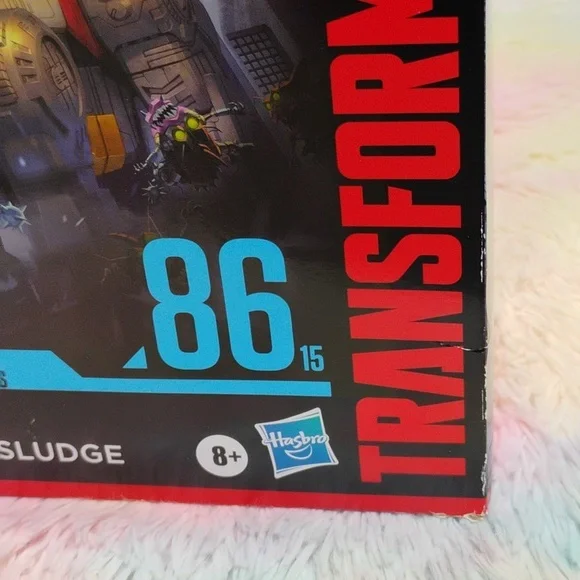 TRANSFORM
86
15
S
SLUDGE
8+
Hasbro